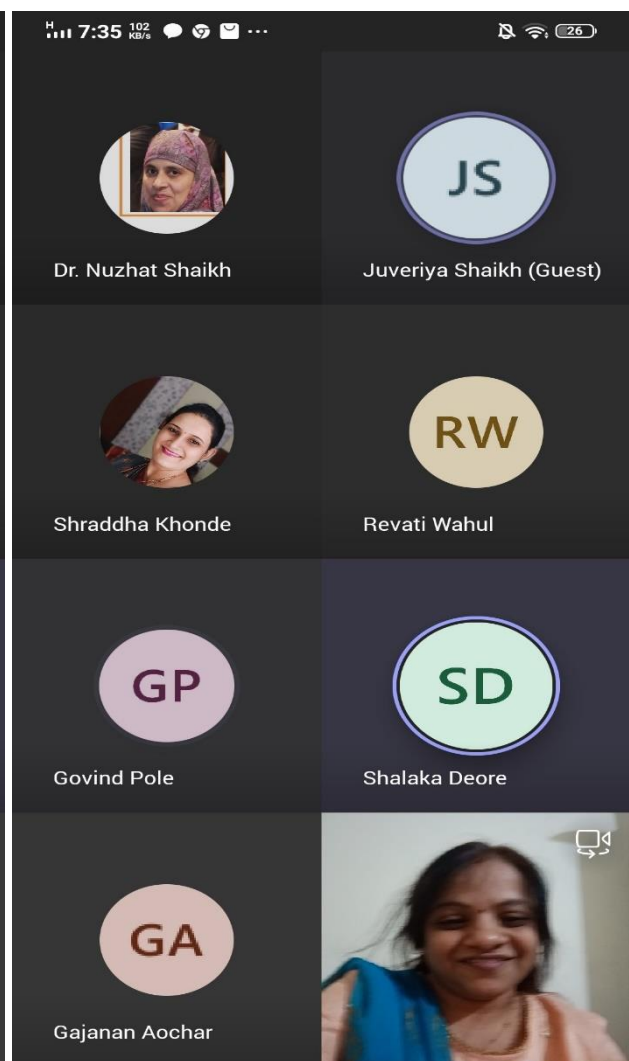 H 7:35 102 KB/s ... 26
JS
Dr. Nuzhat Shaikh
Juveriya Shaikh (Guest)
RW
Shraddha Khonde
Revati Wahul
GP
SD
Govind Pole
Shalaka Deore
GA
Gajanan Aochar